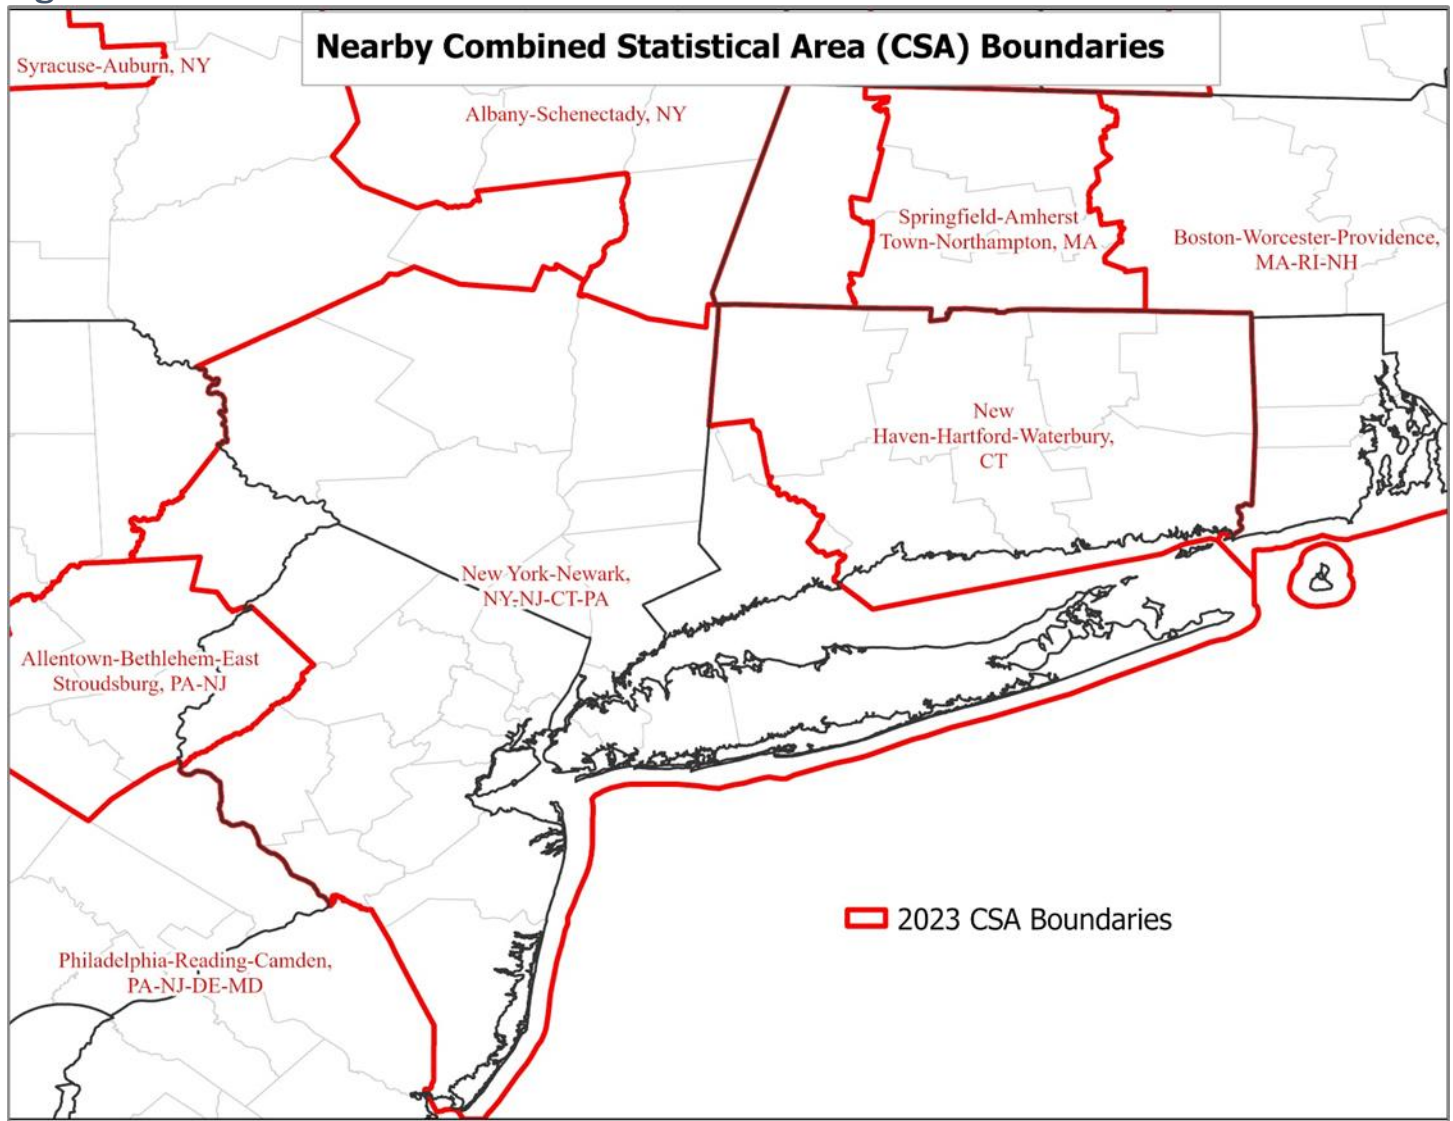 Nearby Combined Statistical Area (CSA) Boundaries
Syracuse-Auburn, NY
Albany-Schenectady, NY
Springfield-Amherst
Town-Northampton, MA
Boston-Worcester-Providence,
MA-RI-NH
New
Haven-Hartford-Waterbury,
CT
New York-Newark,
NY-NJ-CT-PA
Allentown-Bethlehem-East
Stroudsburg, PA-NJ
2023 CSA Boundaries
Philadelphia-Reading-Camden,
PA-NJ-DE-MD